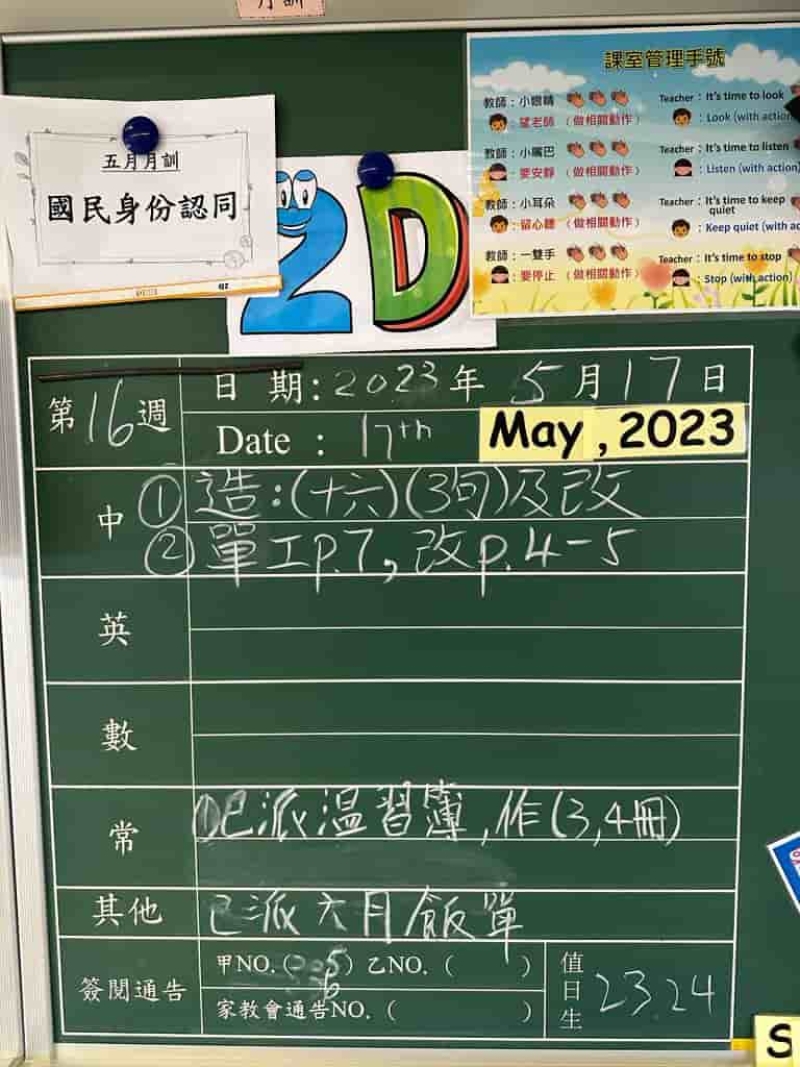 月訓
五月月訓
國民身份認同
2D
課室管理手號
教師：小眼睛
望老師（做相關動作）
教師：小嘴巴
要安靜（做相關動作）
教師：小耳朵
留心聽（做相關動作）
教師：一雙手
：要停止（做相關動作）
Teacher：It's time to look
：Look (with action
Teacher：It's time to listen
：Listen (with action)
Teacher：It's time to keep
quiet
：Keep quiet (with ac
Teacher：It's time to stop
：Stop (with action)
第16週
日 期：2023年 5月17日
Date ： 17th May , 2023
中
①造：(十六)(3句)及改
②單工p.7，改p.4-5
英
數
常
①已派温習簿，作(3,4冊)
其他
已派六月飯單
簽閱通告
甲NO.( ) 乙NO.( )
家教會通告NO.( )
值日生
23 24
S